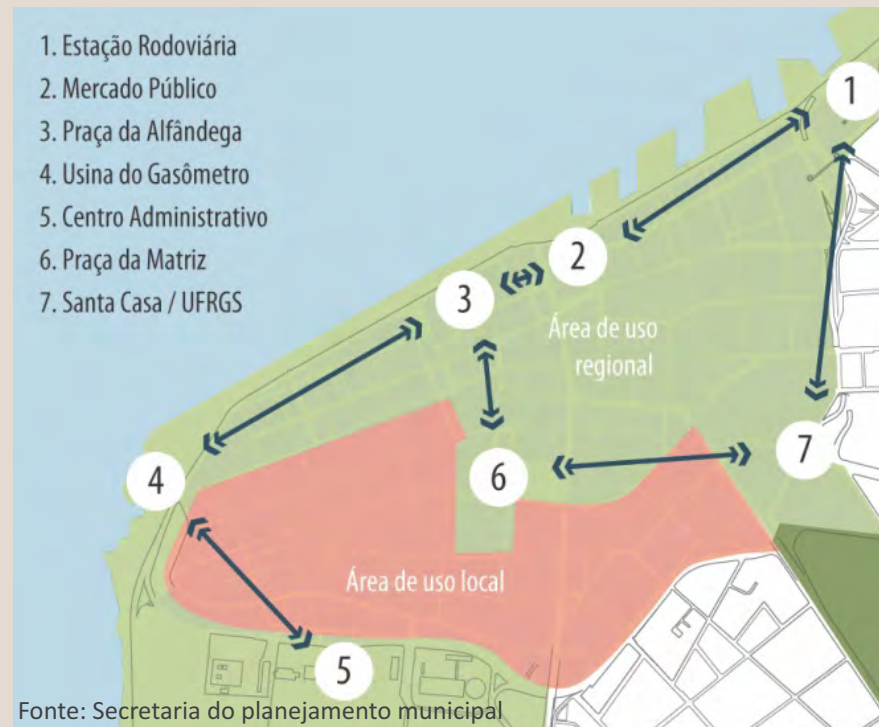 1. Estação Rodoviária
2. Mercado Público
3. Praça da Alfândega
4. Usina do Gasômetro
5. Centro Administrativo
6. Praça da Matriz
7. Santa Casa / UFRGS
1
2
3
Área de uso
regional
4
6
7
Área de uso local
5
Fonte: Secretaria do planejamento municipal